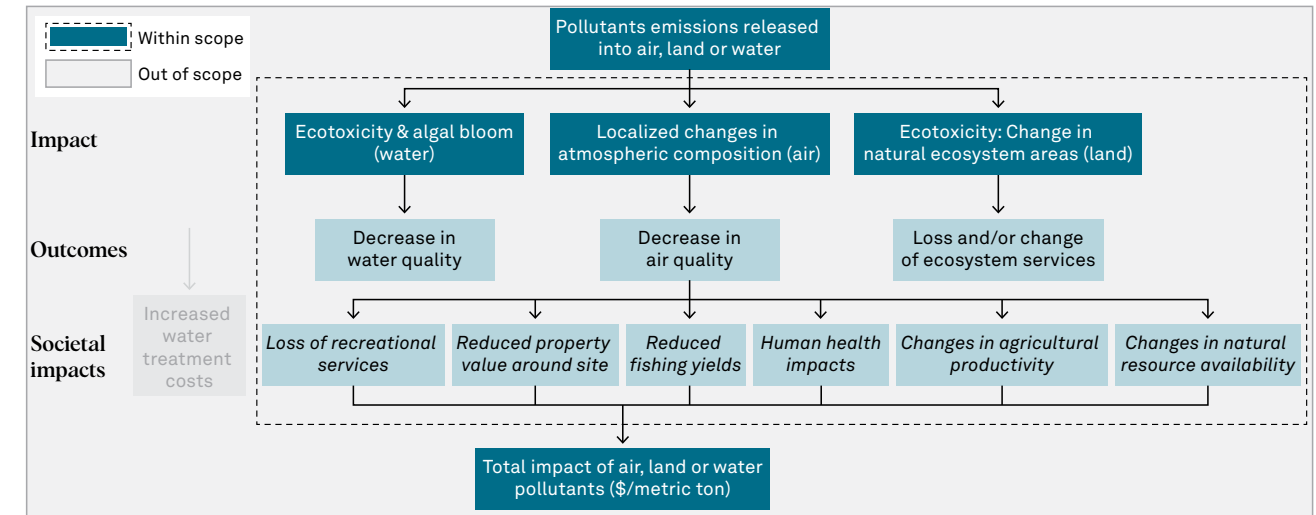 Within scope
Out of scope
Pollutants emissions released
into air, land or water
Impact
Ecotoxicity & algal bloom
(water)
Localized changes in
atmospheric composition (air)
Ecotoxicity: Change in
natural ecosystem areas (land)
Outcomes
Decrease in
water quality
Decrease in
air quality
Loss and/or change
of ecosystem services
Societal
impacts
Increased
water
treatment
costs
Loss of recreational
services
Reduced property
value around site
Reduced
fishing yields
Human health
impacts
Changes in agricultural
productivity
Changes in natural
resource availability
Total impact of air, land or water
pollutants ($/metric ton)